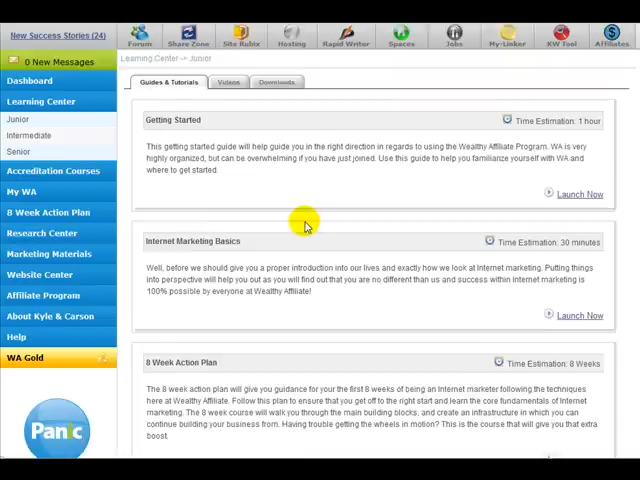 New Success Stories (24)
Forum
Share Zone
Site Rubix
Hosting
Rapid Writer
Spaces
Jobs
My-Linker
KW Tool
Affiliates
0 New Messages
Learning Center -> Junior
Dashboard
Guides & Tutorials
Videos
Downloads
Learning Center
Junior
Intermediate
Senior
Accreditation Courses
My WA
8 Week Action Plan
Research Center
Marketing Materials
Website Center
Affiliate Program
About Kyle & Carson
Help
WA Gold
Panic
Getting Started
Time Estimation: 1 hour
This getting started guide will help guide you in the right direction in regards to using the Wealthy Affiliate Program. WA is very
highly organized, but can be overwhelming if you have just joined. Use this guide to help you familiarize yourself with WA and
where to get started.
Launch Now
Internet Marketing Basics
Time Estimation: 30 minutes
Well, before we should give you a proper introduction into our lives and exactly how we look at Internet marketing. Putting things
into perspective will help you out as you will find out that you are no different than us and success within Internet marketing is
100% possible by everyone at Wealthy Affiliate!
Launch Now
8 Week Action Plan
Time Estimation: 8 Weeks
The 8 week action plan will give you guidance for your first 8 weeks of being an Internet marketer following the techniques
here at Wealthy Affiliate. Follow this plan to ensure that you get off to the right start and learn the core fundamentals of Internet
marketing. The 8 week course will walk you through the main building blocks, and create an infrastructure in which you can
continue building your business from. Having trouble getting the wheels in motion? This is the course that will give you that extra
boost.